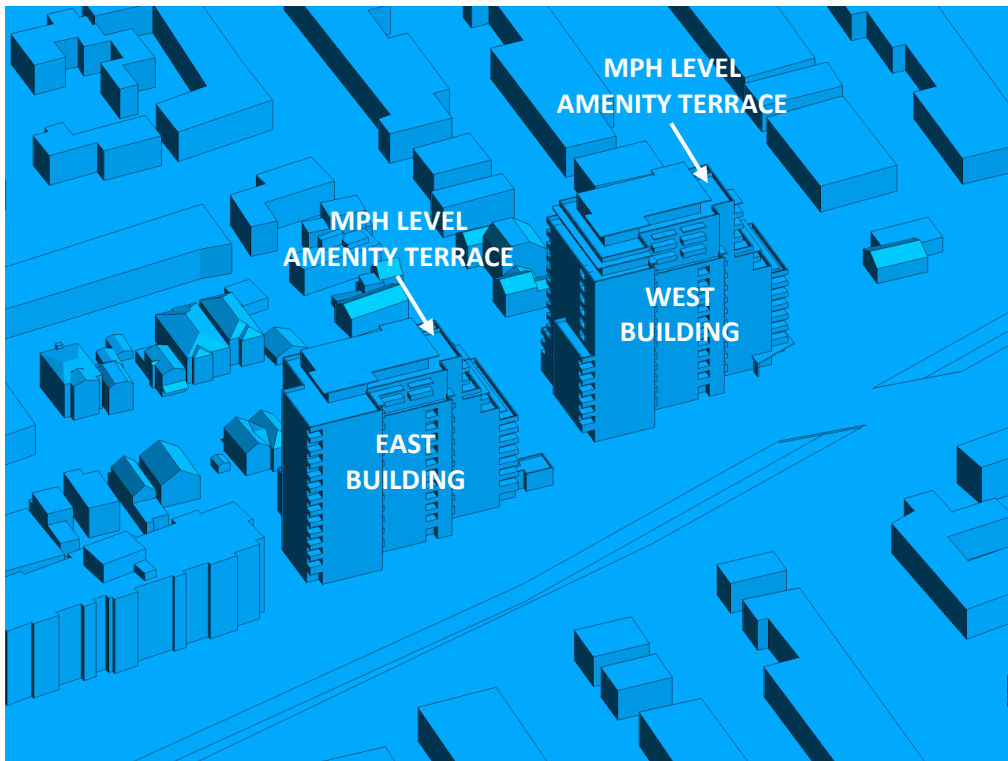 MPH LEVEL
AMENITY TERRACE
MPH LEVEL
AMENITY TERRACE
WEST
BUILDING
EAST
BUILDING